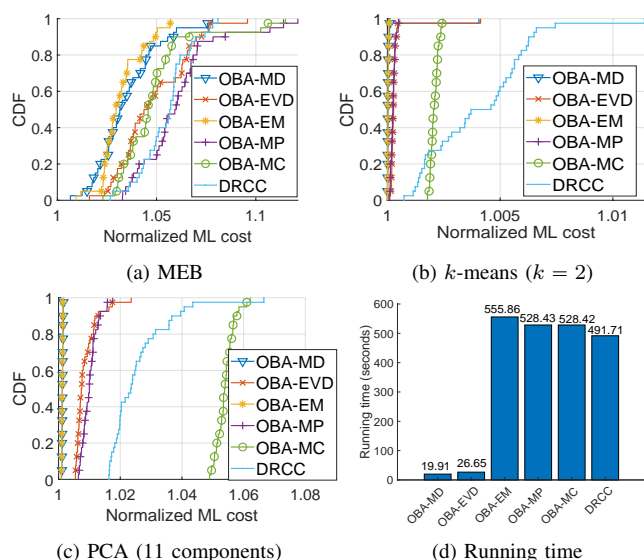 1
0.8
0.6
0.4
0.2
0
CDF
1 1.05 1.1
Normalized ML cost
OBA-MD
OBA-EVD
OBA-EM
OBA-MP
OBA-MC
DRCC
(a) MEB
1
0.8
0.6
0.4
0.2
0
CDF
1 1.005 1.01
Normalized ML cost
OBA-MD
OBA-EVD
OBA-EM
OBA-MP
OBA-MC
DRCC
(b) k-means (k = 2)
1
0.8
0.6
0.4
0.2
0
CDF
1 1.02 1.04 1.06 1.08
Normalized ML cost
OBA-MD
OBA-EVD
OBA-EM
OBA-MP
OBA-MC
DRCC
(c) PCA (11 components)
600
500
400
300
200
100
0
Running time (seconds)
19.91 26.65 555.86 528.43 528.42 491.71
OBA-MD OBA-EVD OBA-EM OBA-MP OBA-MC DRCC
(d) Running time